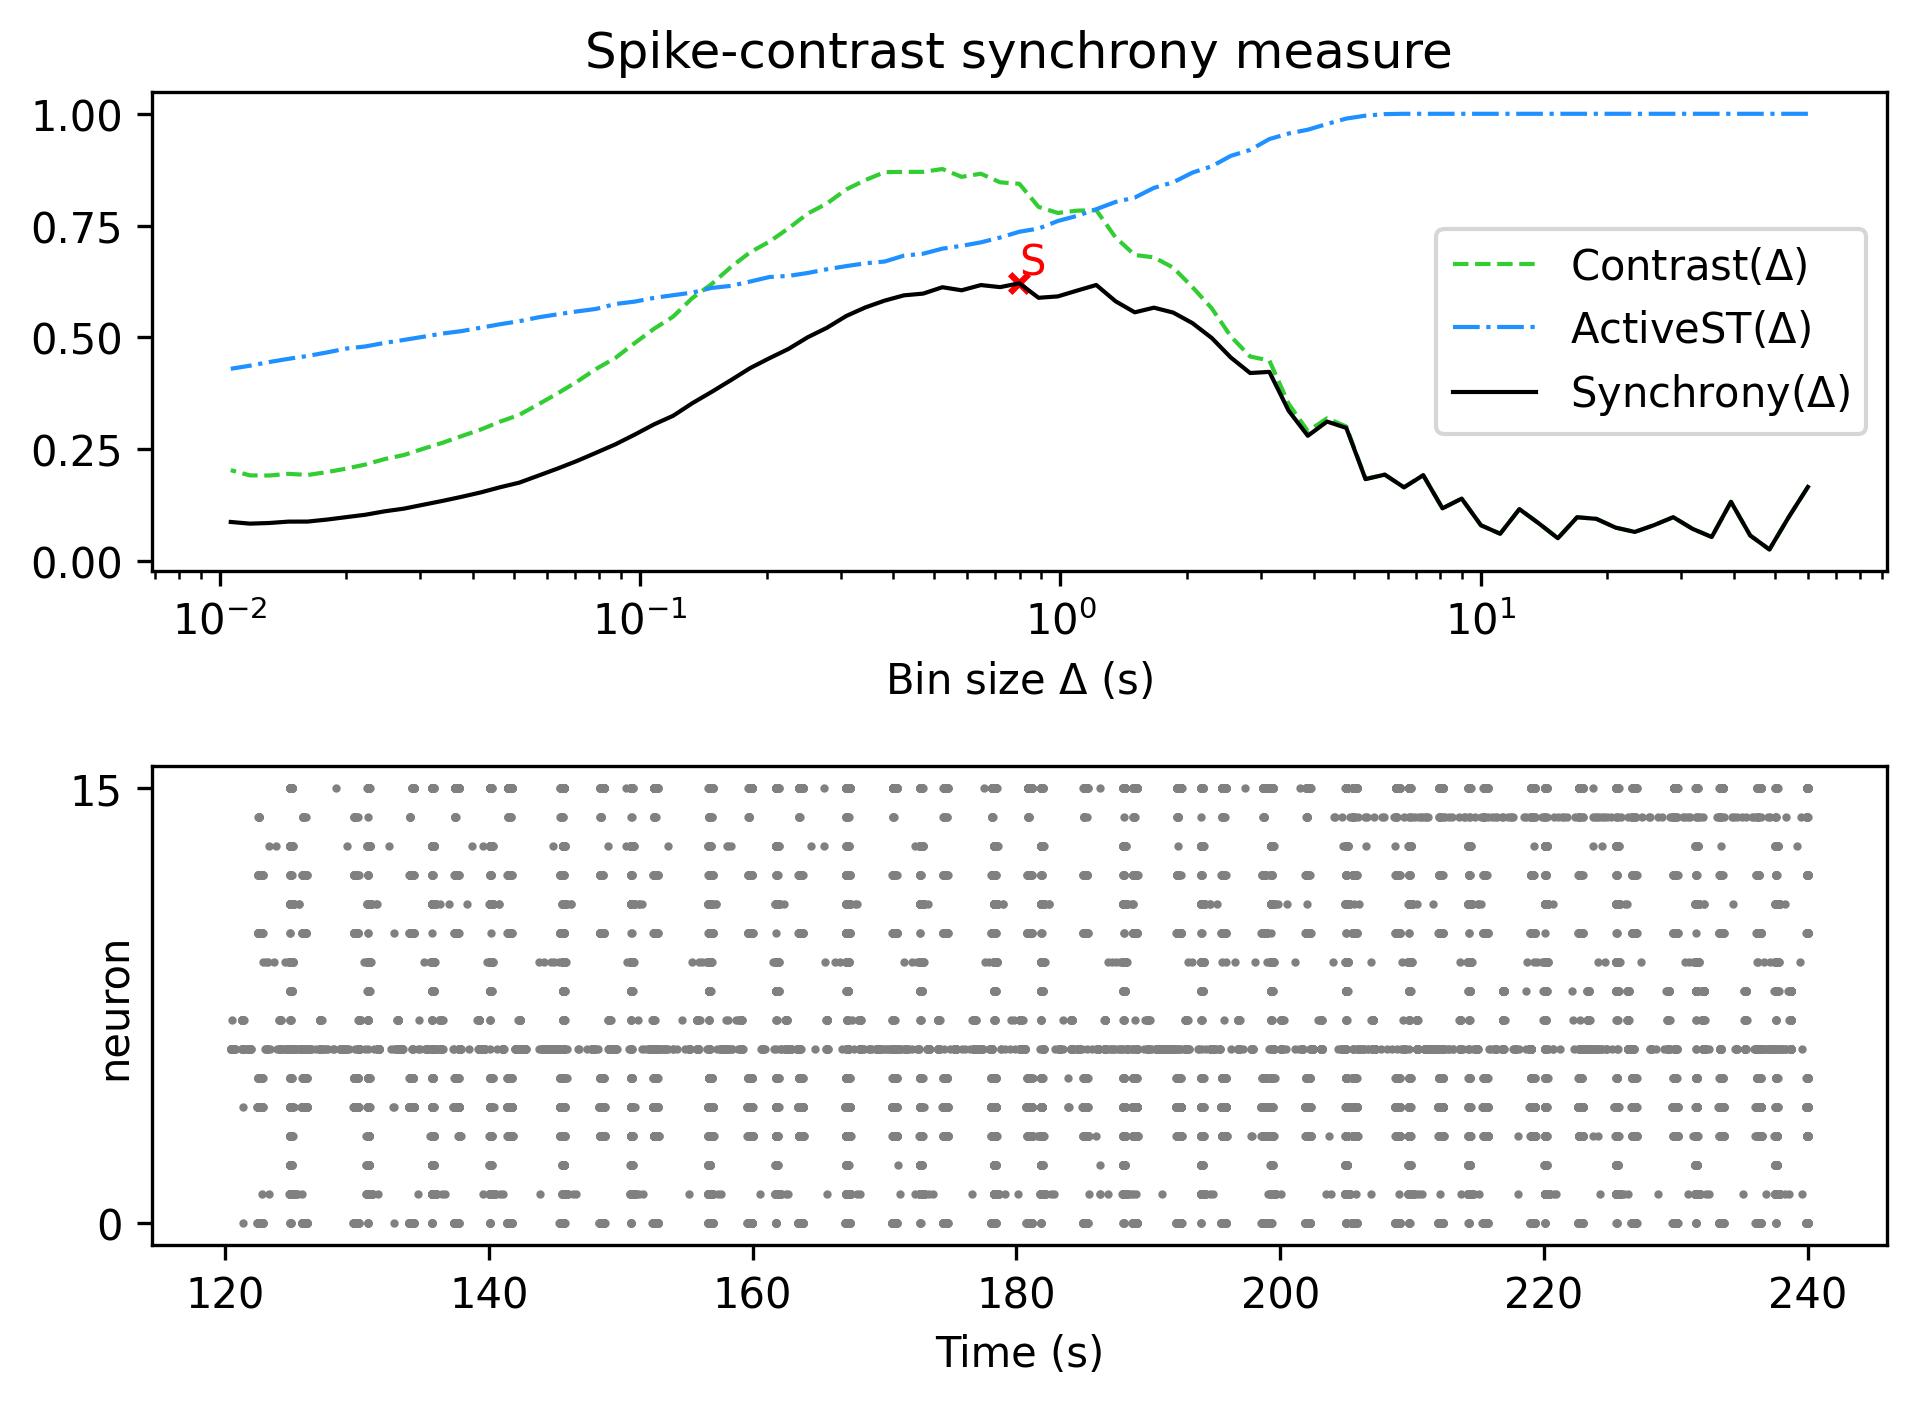 Spike-contrast synchrony measure
1.00
0.75
0.50
0.25
0.00
S
Contrast(Δ)
ActiveST(Δ)
Synchrony(Δ)
10⁻² 10⁻¹ 10⁰ 10¹
Bin size Δ (s)
15
neuron
0
120 140 160 180 200 220 240
Time (s)